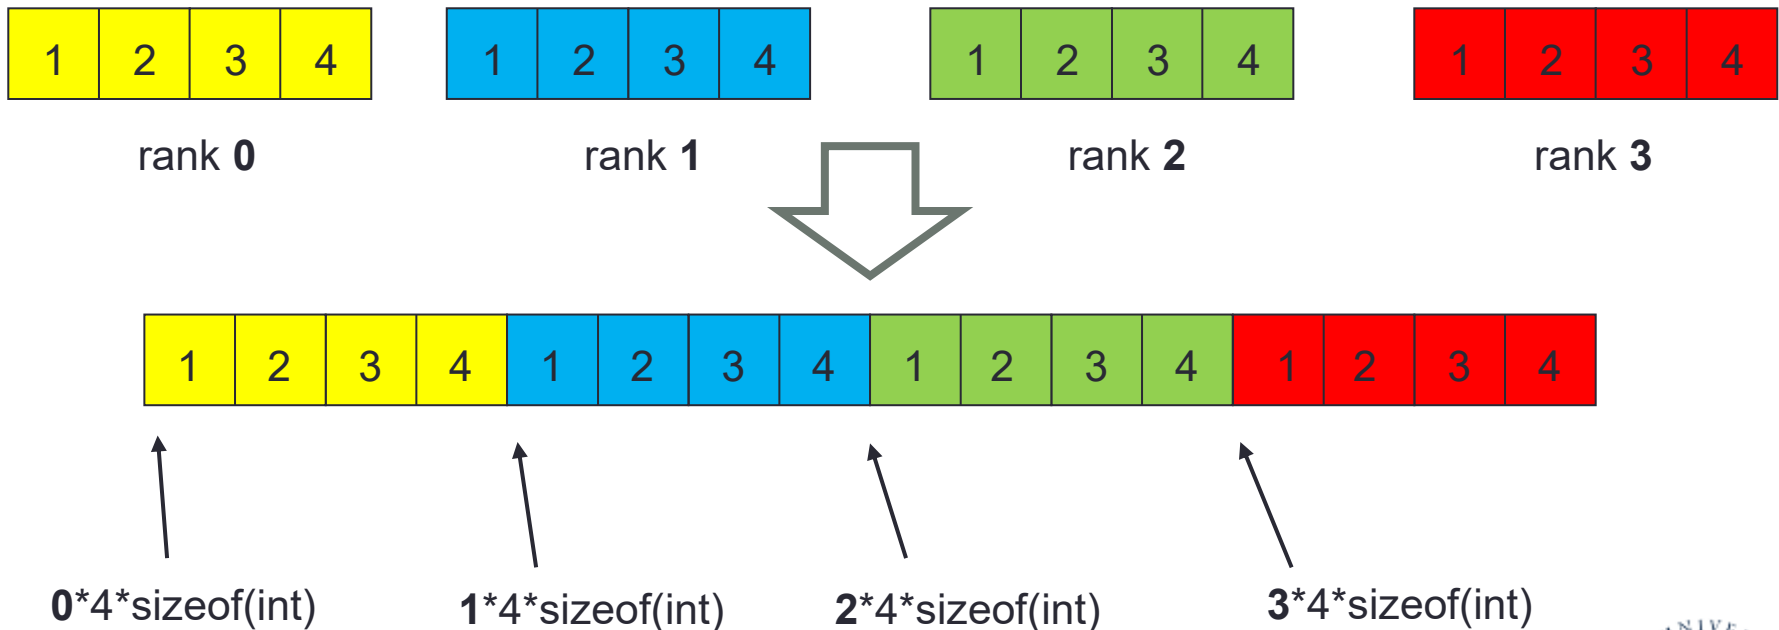 1 2 3 4 1 2 3 4 1 2 3 4 1 2 3 4
rank 0 rank 1 rank 2 rank 3
1 2 3 4 1 2 3 4 1 2 3 4 1 2 3 4
0*4*sizeof(int) 1*4*sizeof(int) 2*4*sizeof(int) 3*4*sizeof(int)